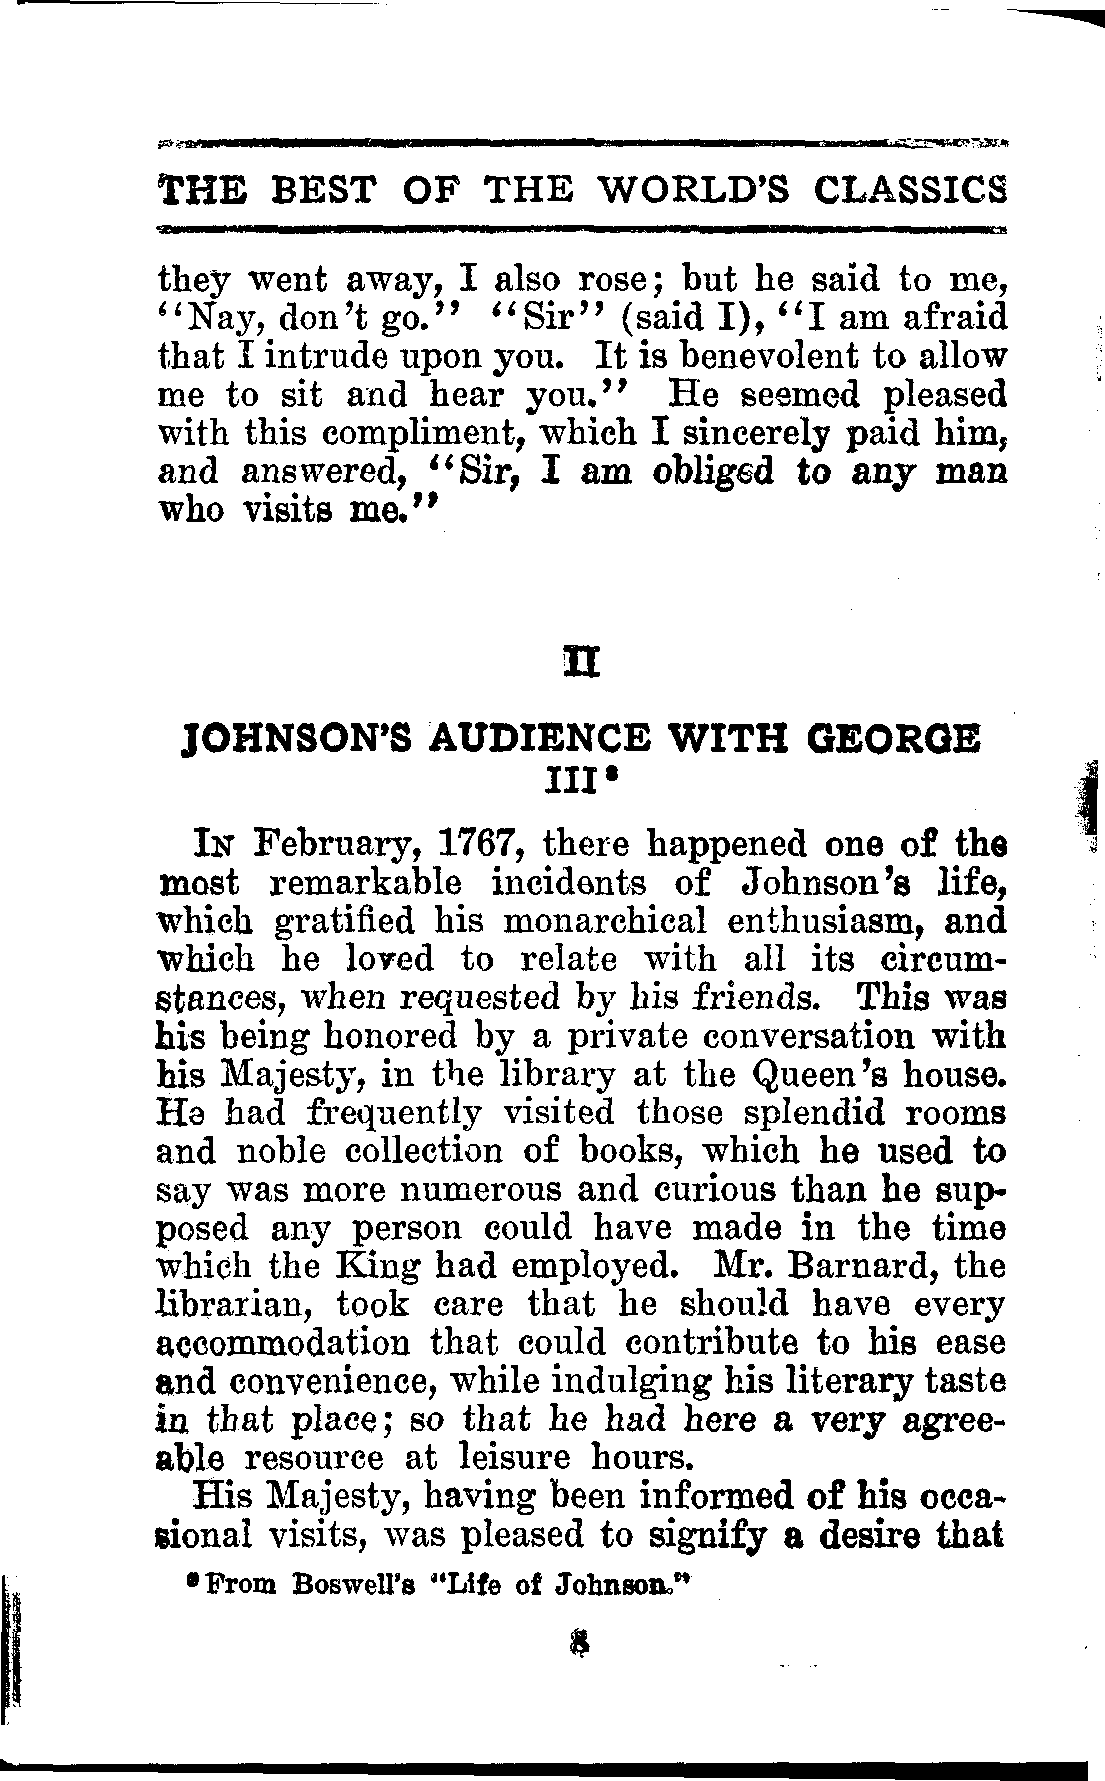 THE BEST OF THE WORLD'S CLASSICS
they went away, I also rose; but he said to me,
"Nay, don't go." "Sir" (said I), "I am afraid
that I intrude upon you. It is benevolent to allow
me to sit and hear you." He seemed pleased
with this compliment, which I sincerely paid him,
and answered, "Sir, I am obliged to any man
who visits me."
II
JOHNSON'S AUDIENCE WITH GEORGE
III⁸
IN February, 1767, there happened one of the
most remarkable incidents of Johnson's life,
which gratified his monarchical enthusiasm, and
which he loved to relate with all its circum-
stances, when requested by his friends. This was
his being honored by a private conversation with
his Majesty, in the library at the Queen's house.
He had frequently visited those splendid rooms
and noble collection of books, which he used to
say was more numerous and curious than he sup-
posed any person could have made in the time
which the King had employed. Mr. Barnard, the
librarian, took care that he should have every
accommodation that could contribute to his ease
and convenience, while indulging his literary taste
in that place; so that he had here a very agree-
able resource at leisure hours.
His Majesty, having been informed of his occa-
sional visits, was pleased to signify a desire that
⁸ From Boswell's "Life of Johnson."
8